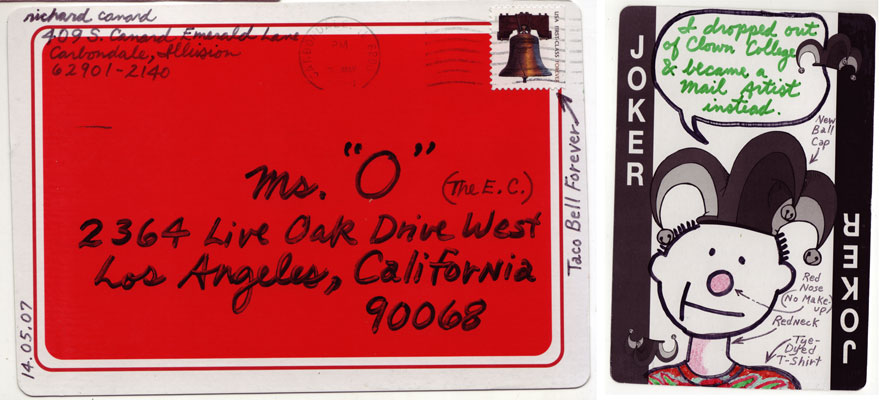 richard canard
409 S. Canard Emerald Lane
Carbondale, Illusion
62901-2140
PM
USA FIRST-CLASS FOREVER
Taco Bell Forever
Ms. "O"
(The E.C.)
2364 Live Oak Drive West
Los Angeles, California
90068
14.05.07
I dropped out
of Clown College
& became a
Mail Artist
instead.
JOKER
New
Ball
Cap
Red
Nose
(No Make-
up)
Redneck
Tye-
Dyed
T-Shirt
JOKER